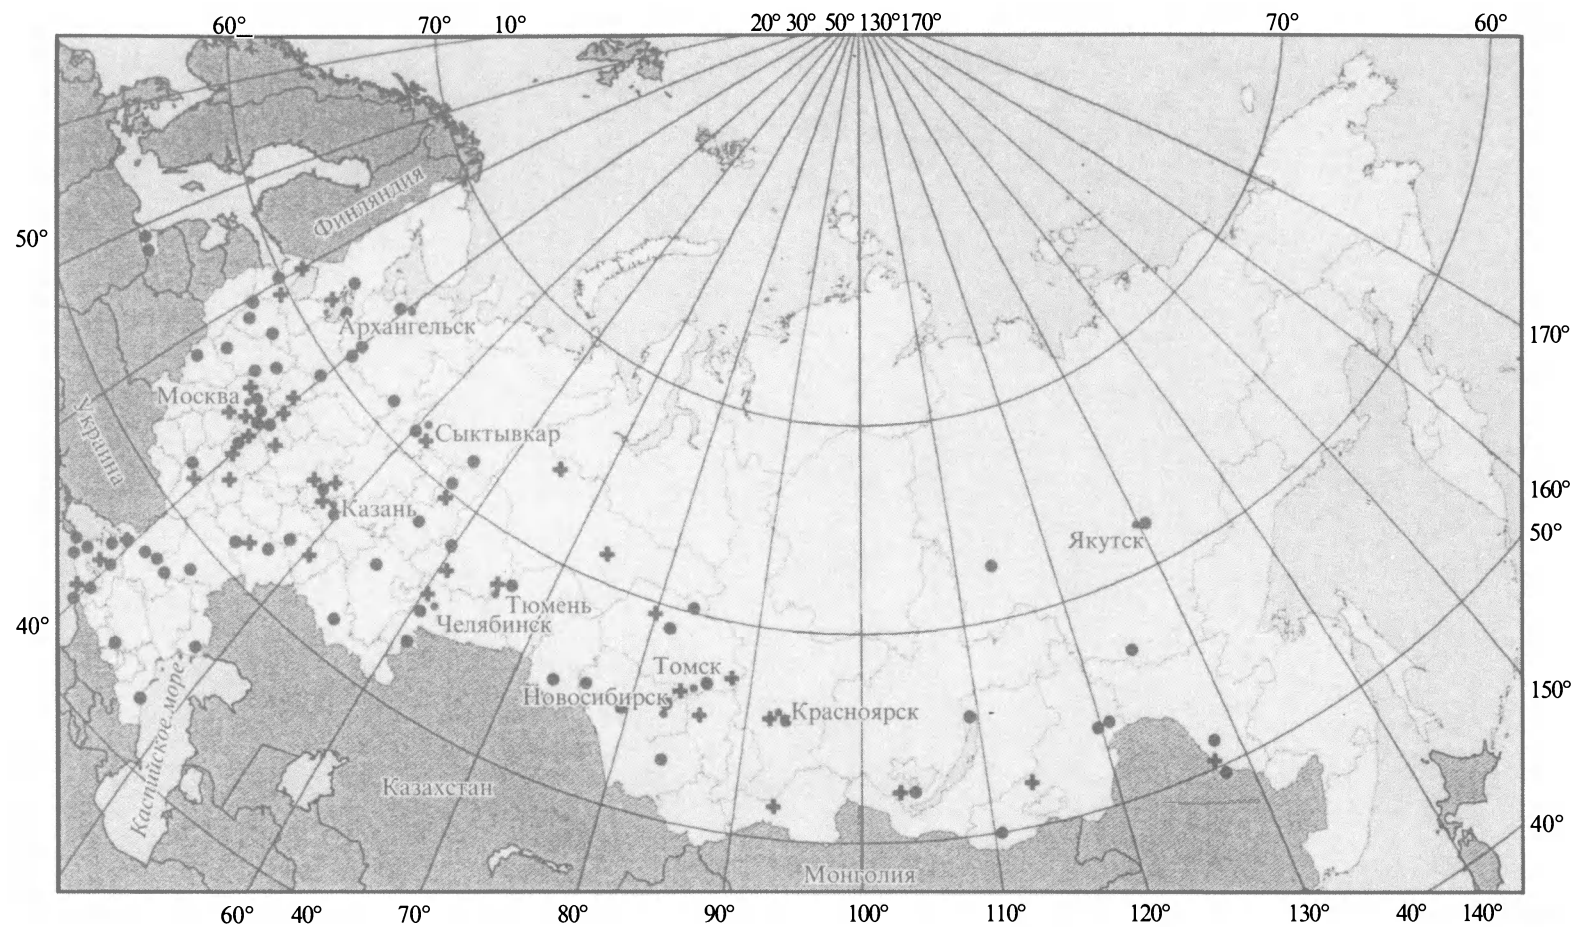 60° 70° 10° 20° 30° 50° 130° 170° 70° 60°
50°
Финляндия
Архангельск
170°
Москва
Украина
Сыктывкар
160°
Казань
50°
Якутск
Тюмень
40°
Челябинск
Томск
150°
Новосибирск
Красноярск
Каспийское море
Казахстан
40°
Монголия
60° 40° 70° 80° 90° 100° 110° 120° 130° 40° 140°